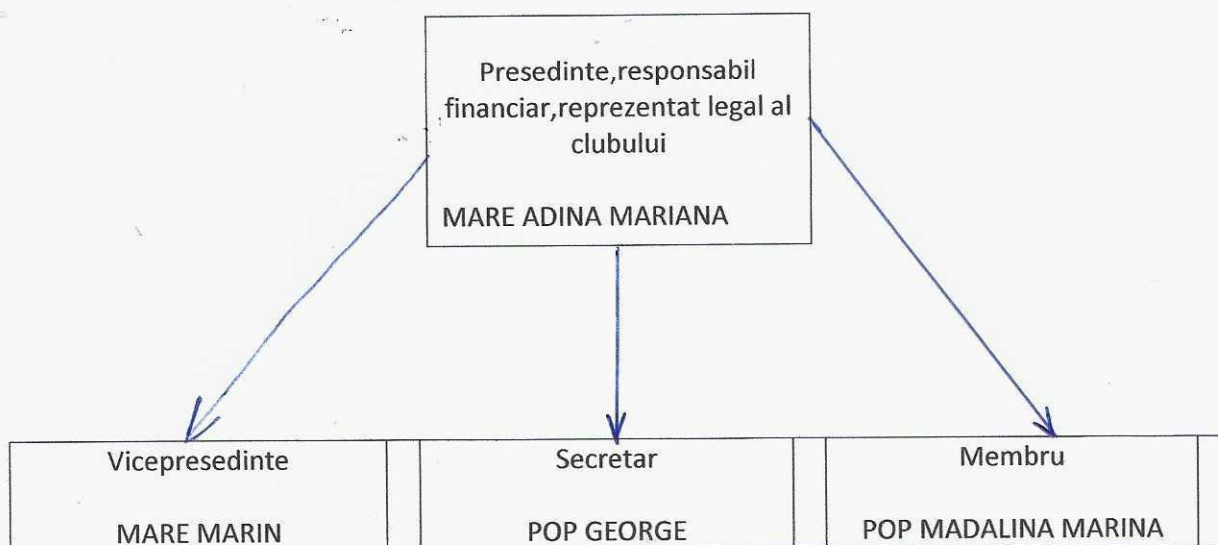 Presedinte,responsabil
financiar,reprezentat legal al
clubului
MARE ADINA MARIANA
Vicepresedinte
MARE MARIN
Secretar
POP GEORGE
Membru
POP MADALINA MARINA